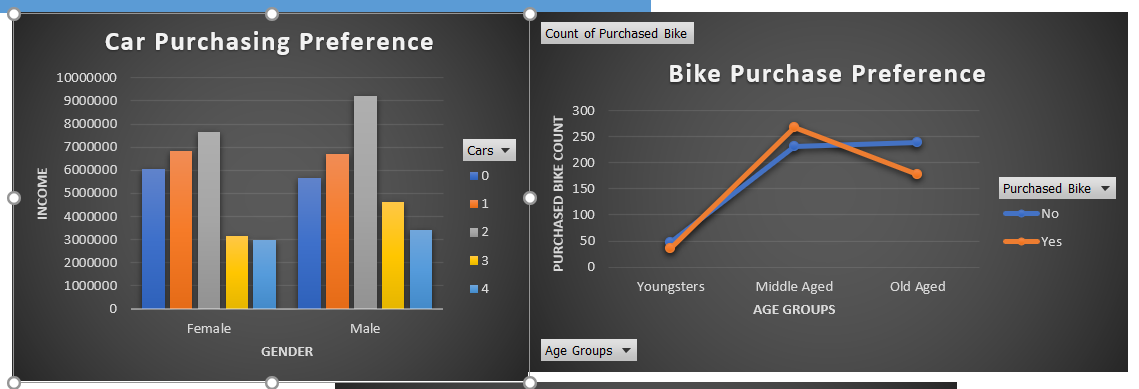 Car Purchasing Preference
10000000
9000000
8000000
7000000
6000000
5000000
4000000
3000000
2000000
1000000
0
INCOME
Female
Male
GENDER
Cars
0
1
2
3
4
Count of Purchased Bike
Bike Purchase Preference
300
250
200
150
100
50
0
PURCHASED BIKE COUNT
Youngsters
Middle Aged
Old Aged
AGE GROUPS
Purchased Bike
No
Yes
Age Groups